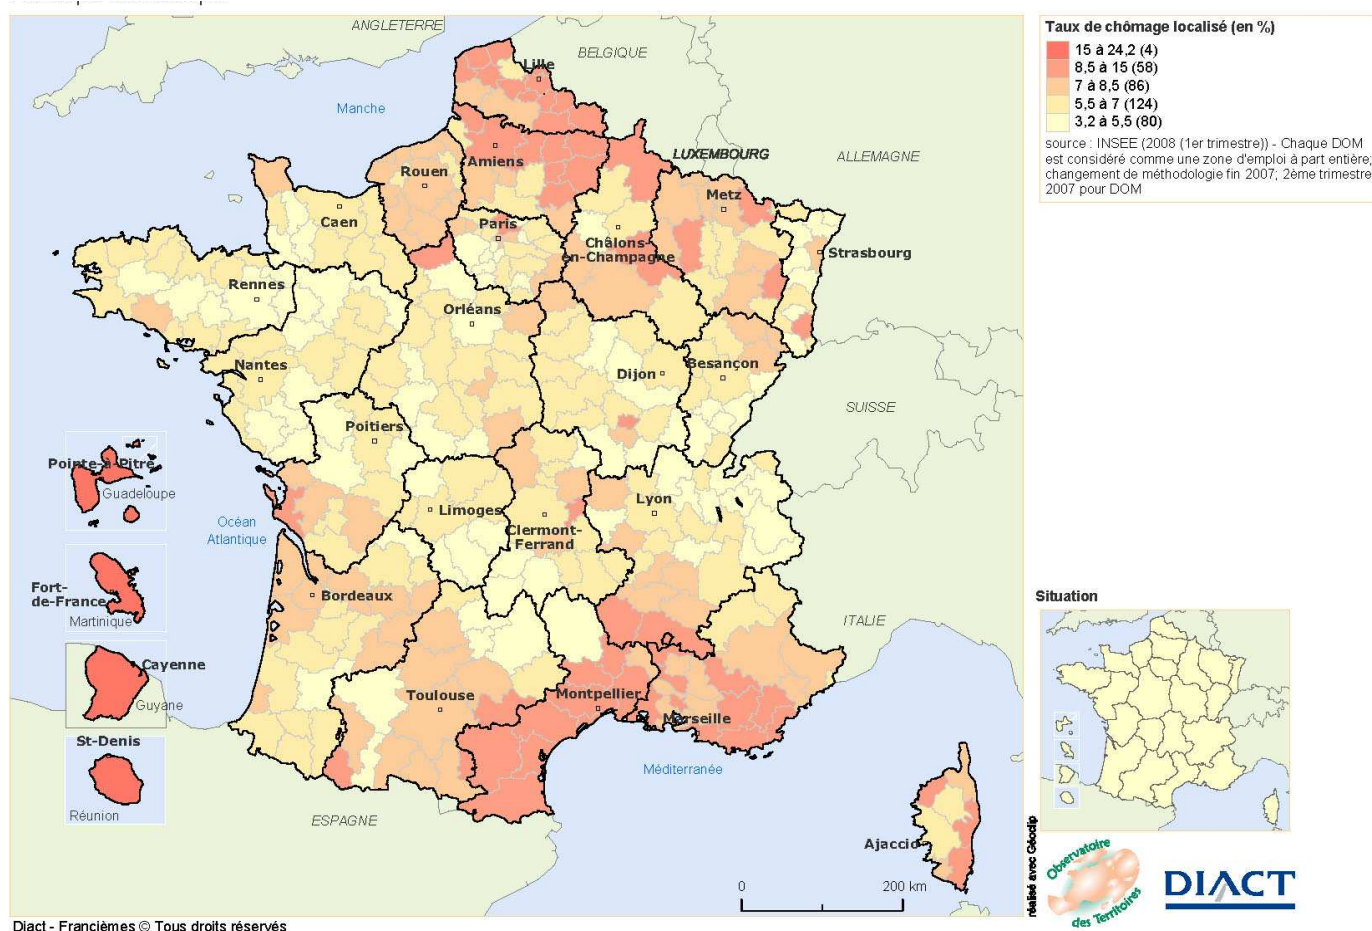 ANGLETERRE
BELGIQUE
Lille
Manche
Amiens
LUXEMBOURG
ALLEMAGNE
Rouen
Metz
Caen
Paris
Châlons-
en-Champagne
Strasbourg
Rennes
Orléans
Nantes
Dijon
Besançon
SUISSE
Poitiers
Pointe-à-Pitre
Guadeloupe
Limoges
Lyon
Océan
Atlantique
Clermont-
Ferrand
Fort-
de-France
Martinique
Bordeaux
ITALIE
Cayenne
Guyane
Toulouse
Montpellier
Marseille
St-Denis
Réunion
Méditerranée
ESPAGNE
Ajaccio
0
200 km
Diact - Francièmes © Tous droits réservés
Taux de chômage localisé (en %)
15 à 24,2 (4)
8,5 à 15 (58)
7 à 8,5 (86)
5,5 à 7 (124)
3,2 à 5,5 (80)
source : INSEE (2008 (1er trimestre)) - Chaque DOM
est considéré comme une zone d'emploi à part entière;
changement de méthodologie fin 2007; 2ème trimestre
2007 pour DOM
Situation
réalisé avec Géoclip
Observatoire
des Territoires
DIACT